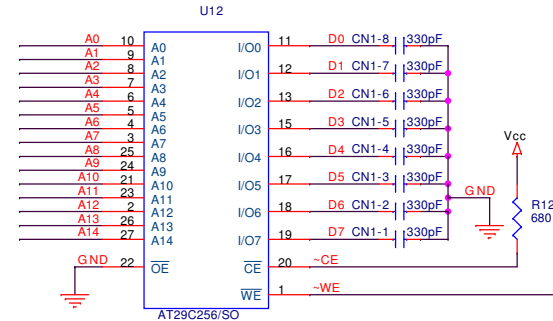 U12
A0 10 A0 I/O0 11 D0 CN1-8 330pF
A1 9 A1 I/O1 12 D1 CN1-7 330pF
A2 8 A2 I/O2 13 D2 CN1-6 330pF
A3 7 A3 I/O3 15 D3 CN1-5 330pF
A4 6 A4 I/O4 16 D4 CN1-4 330pF
A5 5 A5 I/O5 17 D5 CN1-3 330pF
A6 4 A6 I/O6 18 D6 CN1-2 330pF
A7 3 A7 I/O7 19 D7 CN1-1 330pF
A8 25 A8
A9 24 A9
A10 21 A10
A11 23 A11
A12 2 A12
A13 26 A13
A14 27 A14
GND 22 OE CE 20 ~CE
WE 1 ~WE
AT29C256/SO
Vcc
GND
R12
680